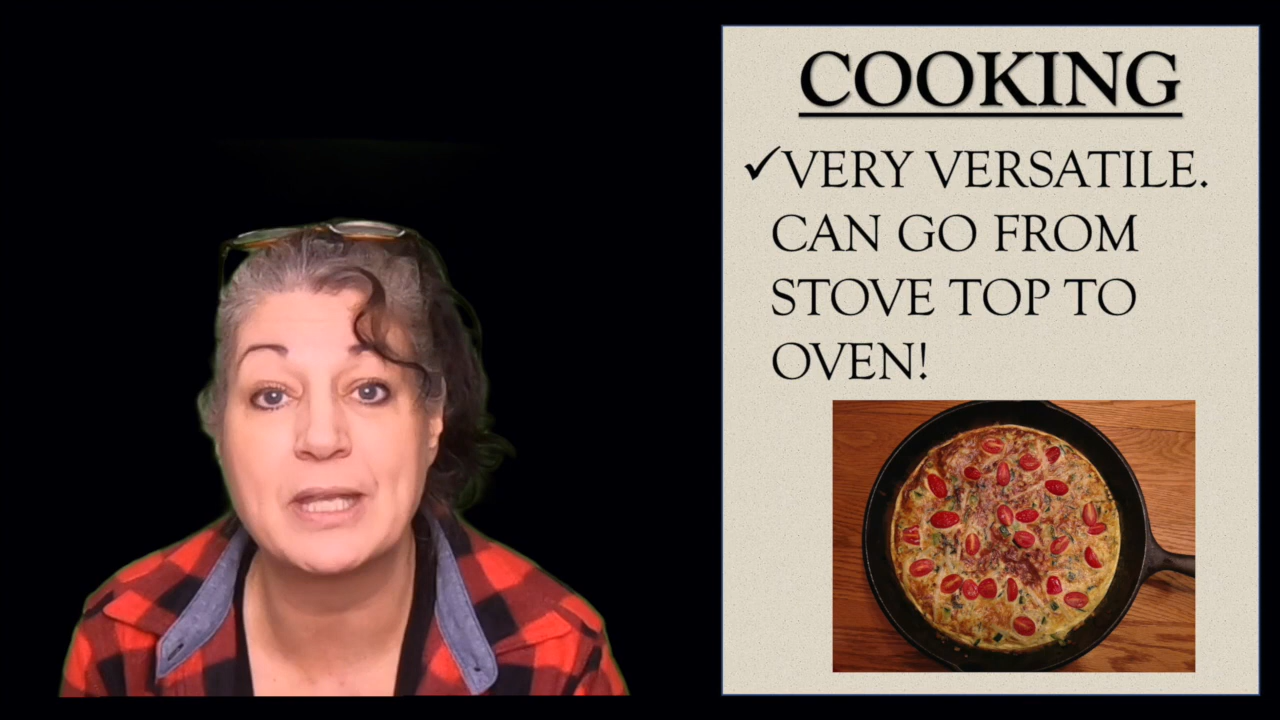 COOKING
✓VERY VERSATILE.
CAN GO FROM
STOVE TOP TO
OVEN!